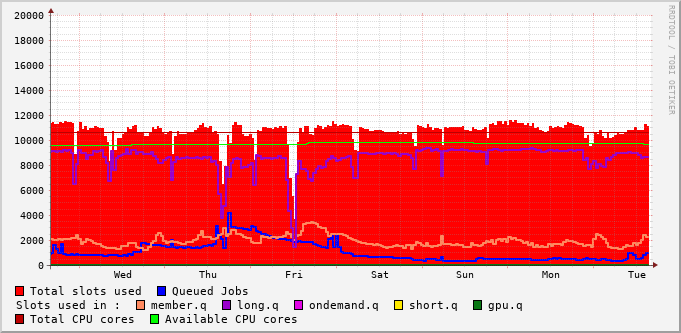 20000
18000
16000
14000
12000
10000
8000
6000
4000
2000
0
Wed Thu Fri Sat Sun Mon Tue
RRDTOOL / TOBI OETIKER
Total slots used Queued Jobs
Slots used in : member.q long.q ondemand.q short.q gpu.q
Total CPU cores Available CPU cores